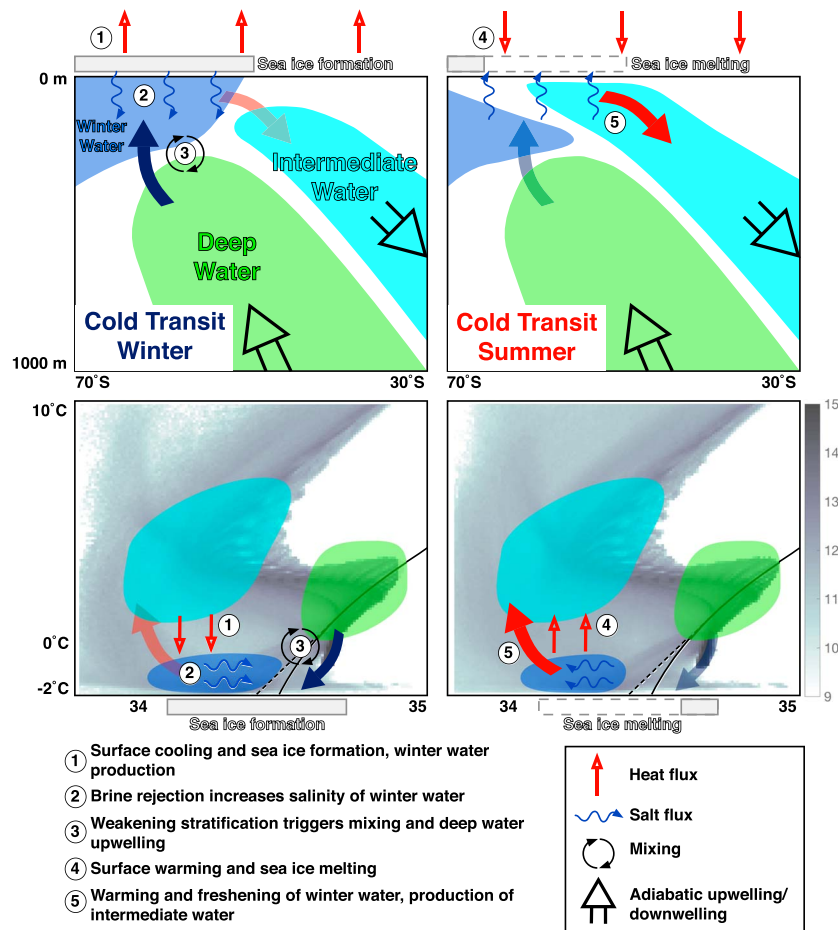 1
4
Sea ice formation
Sea ice melting
0 m
2
Winter
Water
3
5
Intermediate
Water
Deep
Water
Cold Transit
Winter
Cold Transit
Summer
1000 m
70˚S
30˚S
70˚S
30˚S
10˚C
15
14
13
12
11
10
9
1
4
0˚C
3
2
5
-2˚C
34
35
34
35
Sea ice formation
Sea ice melting
1 Surface cooling and sea ice formation, winter water
production
2 Brine rejection increases salinity of winter water
3 Weakening stratification triggers mixing and deep water
upwelling
4 Surface warming and sea ice melting
5 Warming and freshening of winter water, production of
intermediate water
Heat flux
Salt flux
Mixing
Adiabatic upwelling/
downwelling